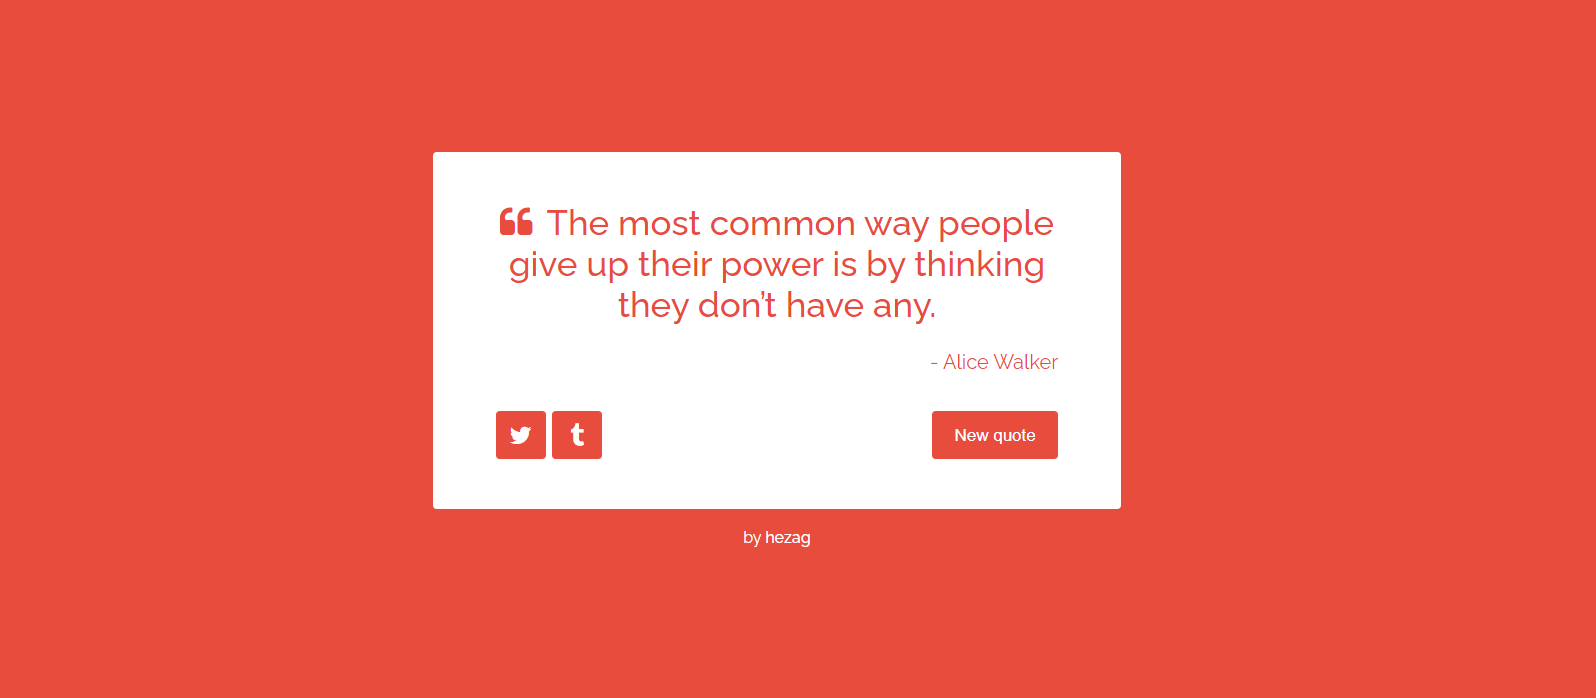 “ The most common way people
give up their power is by thinking
they don’t have any.
- Alice Walker
New quote
by hezag